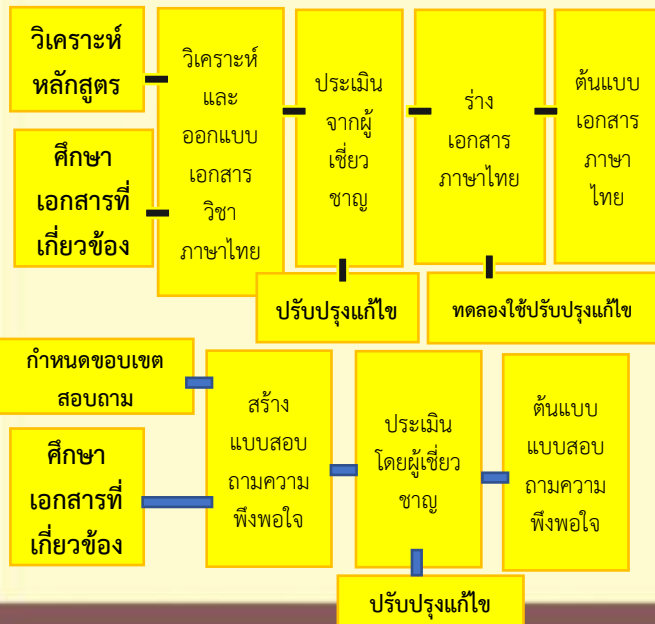 วิเคราะห์
หลักสูตร
ศึกษา
เอกสารที่
เกี่ยวข้อง
วิเคราะห์
และ
ออกแบบ
เอกสาร
วิชา
ภาษาไทย
ประเมิน
จากผู้
เชี่ยว
ชาญ
ปรับปรุงแก้ไข
ร่าง
เอกสาร
ภาษาไทย
ทดลองใช้ปรับปรุงแก้ไข
ต้นแบบ
เอกสาร
ภาษา
ไทย
กำหนดขอบเขต
สอบถาม
ศึกษา
เอกสารที่
เกี่ยวข้อง
สร้าง
แบบสอบ
ถามความ
พึงพอใจ
ประเมิน
โดยผู้เชี่ยว
ชาญ
ปรับปรุงแก้ไข
ต้นแบบ
แบบสอบ
ถามความ
พึงพอใจ